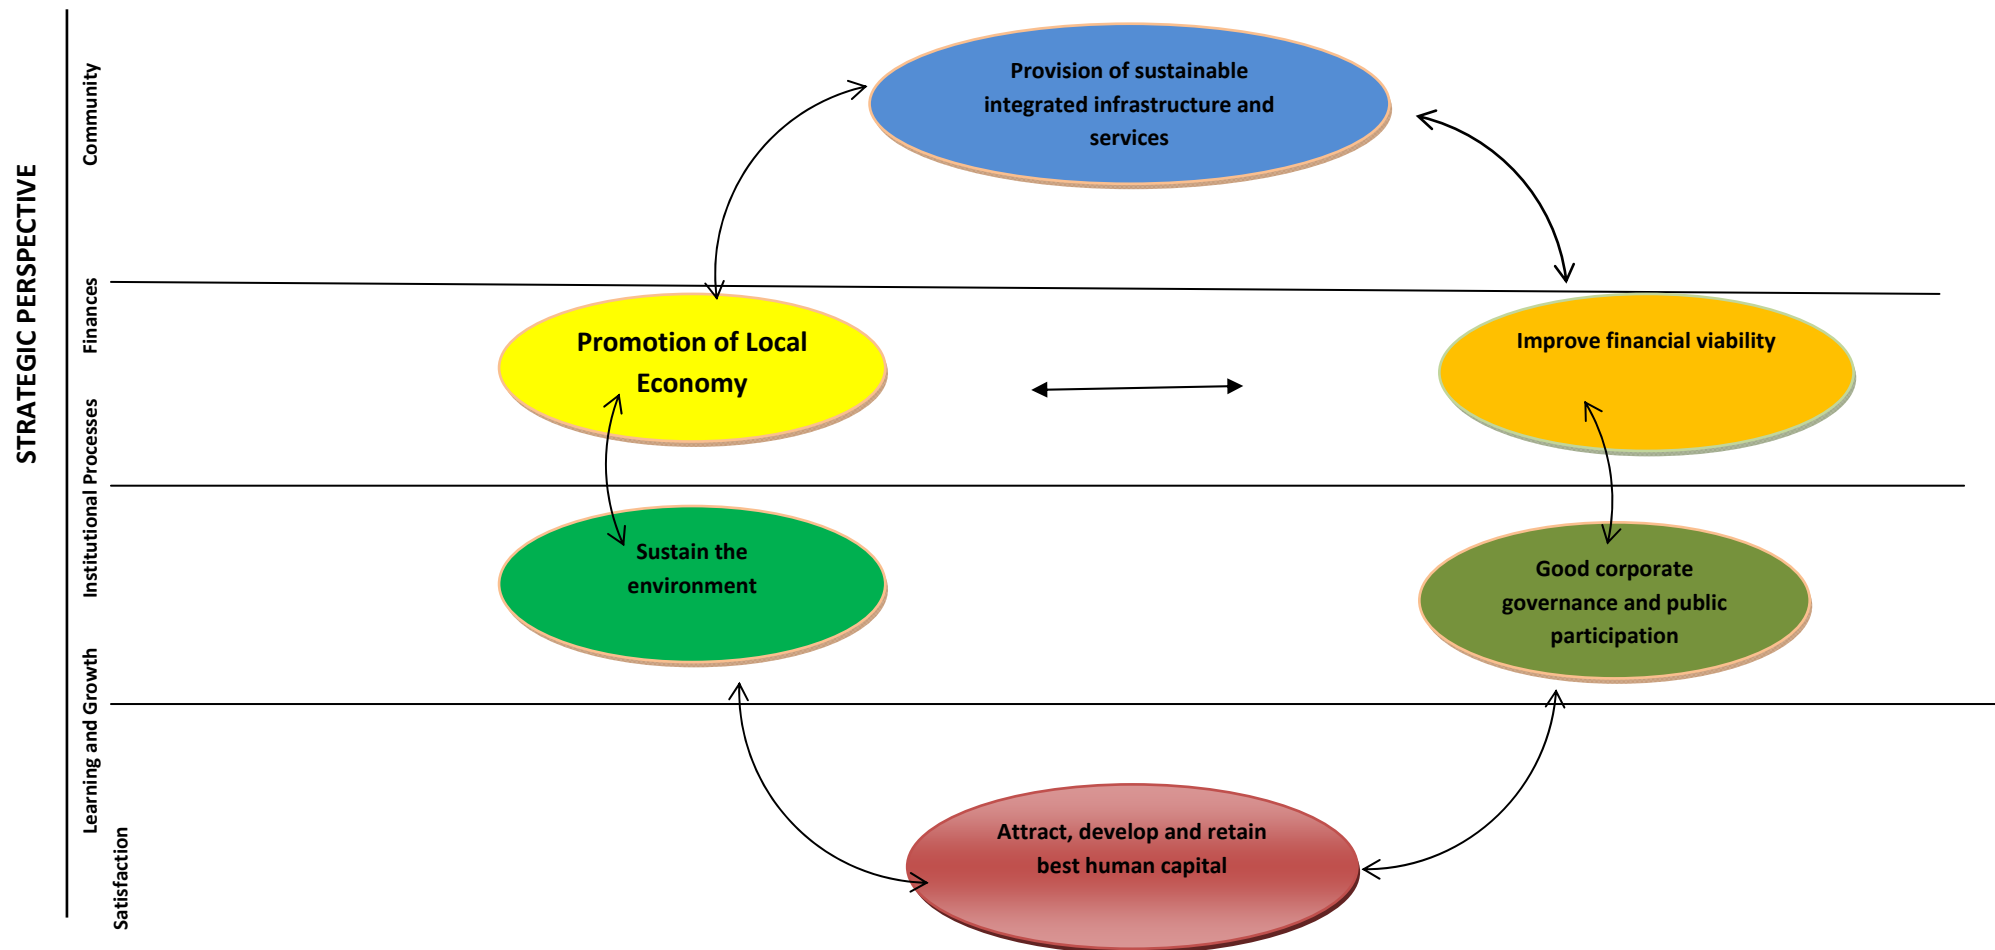 STRATEGIC PERSPECTIVE
Community
Finances
Institutional Processes
Learning and Growth
Satisfaction
Provision of sustainable
integrated infrastructure and
services
Promotion of Local
Economy
Improve financial viability
Sustain the
environment
Good corporate
governance and public
participation
Attract, develop and retain
best human capital